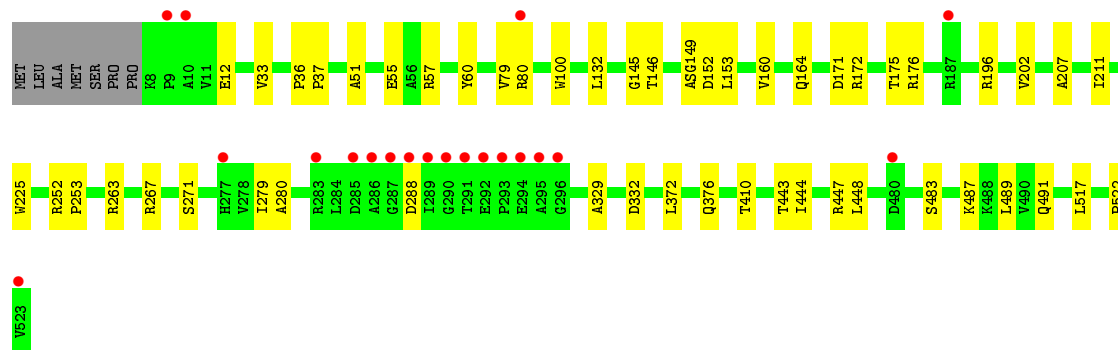 MET LEU ALA MET SER PRO PRO K8 P9 A10 V11 E12 V33 P36 P37 A51 E55 A56 R57 Y60 V79 R80 W100 L132 G145 T146 ASG149 D152 L153 V160 Q164 D171 R172 T175 R176 R187 R196 V202 A207 I211
W225 R252 P253 R263 R267 S271 H277 V278 I279 A280 R283 L284 D285 A286 G287 D288 I289 G290 T291 E292 P293 E294 A295 G296 A329 D332 L372 Q376 T410 T443 I444 R447 L448 D480 S483 K487 K488 L489 V490 Q491 L517
V523